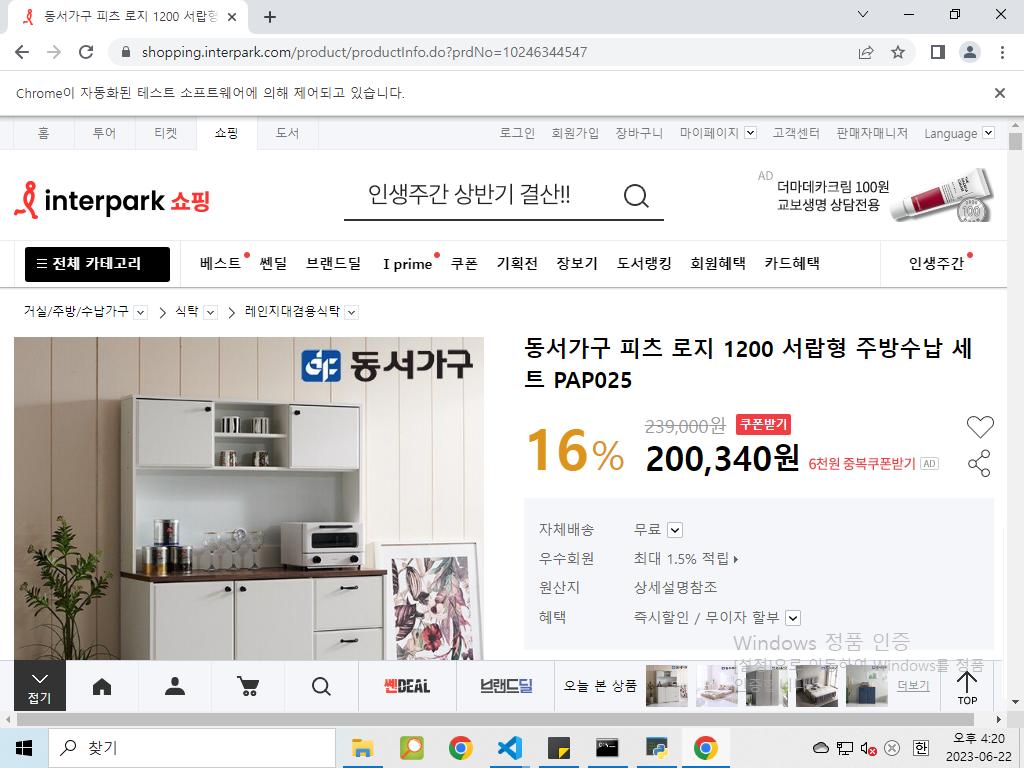 동서가구 피츠 로지 1200 서랍형
shopping.interpark.com/product/productInfo.do?prdNo=10246344547
Chrome이 자동화된 테스트 소프트웨어에 의해 제어되고 있습니다.
홈 투어 티켓 쇼핑 도서 로그인 회원가입 장바구니 마이페이지 고객센터 판매자매니저 Language
interpark 쇼핑
인생주간 상반기 결산!!
AD 더마데카크림 100원
교보생명 상담전용
전체 카테고리 베스트 쎈딜 브랜드딜 I prime 쿠폰 기획전 장보기 도서랭킹 회원혜택 카드혜택 인생주간
거실/주방/수납가구 > 식탁 > 레인지대겸용식탁
동서가구
동서가구 피츠 로지 1200 서랍형 주방수납 세
트 PAP025
16% 239,000원 쿠폰받기
200,340원 6천원 중복쿠폰받기 AD
자체배송 무료
우수회원 최대 1.5% 적립
원산지 상세설명참조
혜택 즉시할인 / 무이자 할부
Windows 정품 인증
[설정]으로 이동하여 Windows를 정품
접기 쎈DEAL 브랜드딜 오늘 본 상품 더보기 TOP
찾기
한 오후 4:20
2023-06-22